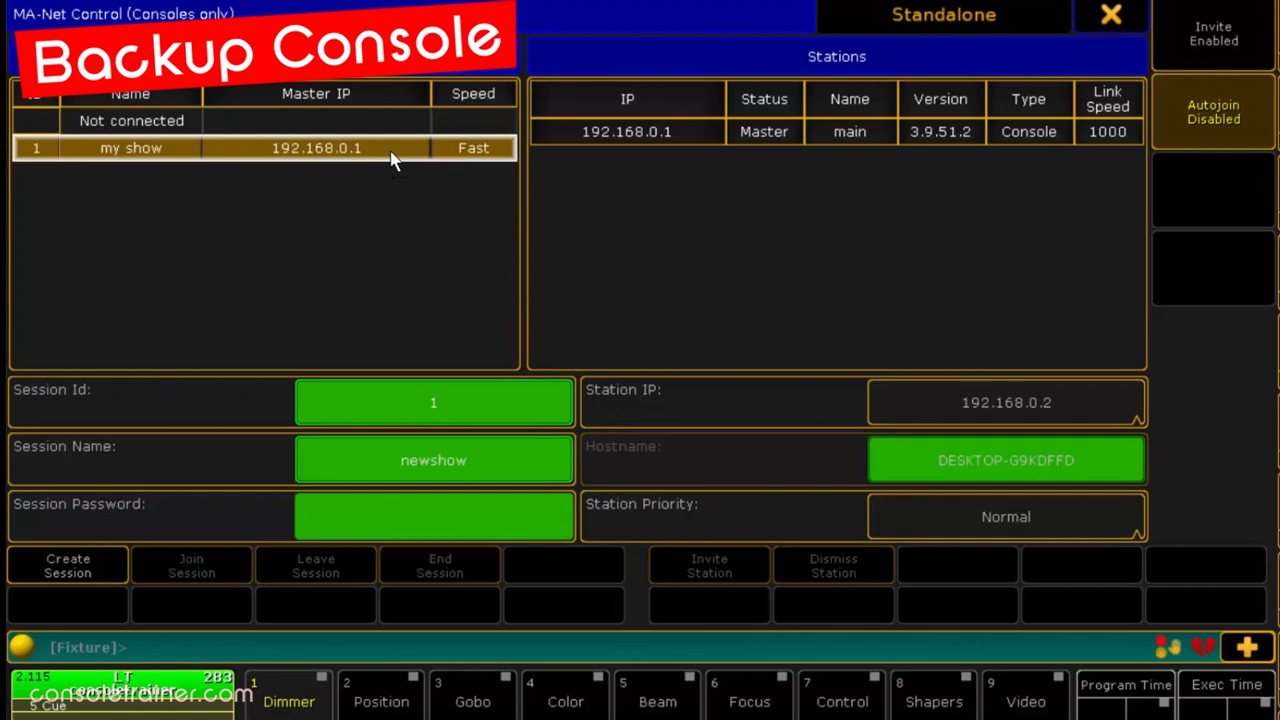 MA-Net Control (Consoles only)
Standalone
Invite Enabled
Backup Console
Stations
Autojoin Disabled
Name Master IP Speed
Not connected
1 my show 192.168.0.1 Fast
IP Status Name Version Type Link Speed
192.168.0.1 Master main 3.9.51.2 Console 1000
Session Id: 1
Station IP: 192.168.0.2
Session Name: newshow
Hostname: DESKTOP-G9KDFFD
Session Password:
Station Priority: Normal
Create Session
Join Session
Leave Session
End Session
Invite Station
Dismiss Station
[Fixture]>
2.115 LT 283
consoletrainer.com
5 Cue
1 Dimmer
2 Position
3 Gobo
4 Color
5 Beam
6 Focus
7 Control
8 Shapers
9 Video
Program Time
Exec Time